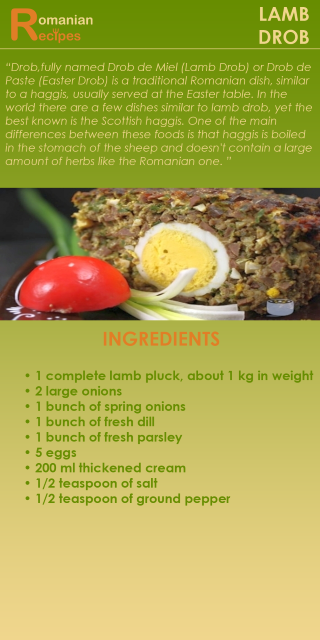 Romanian
Recipes
LAMB
DROB
“Drob,fully named Drob de Miel (Lamb Drob) or Drob de
Paste (Easter Drob) is a traditional Romanian dish, similar
to a haggis, usually served at the Easter table. In the
world there are a few dishes similar to lamb drob, yet the
best known is the Scottish haggis. One of the main
differences between these foods is that haggis is boiled
in the stomach of the sheep and doesn't contain a large
amount of herbs like the Romanian one. ”
INGREDIENTS
• 1 complete lamb pluck, about 1 kg in weight
• 2 large onions
• 1 bunch of spring onions
• 1 bunch of fresh dill
• 1 bunch of fresh parsley
• 5 eggs
• 200 ml thickened cream
• 1/2 teaspoon of salt
• 1/2 teaspoon of ground pepper